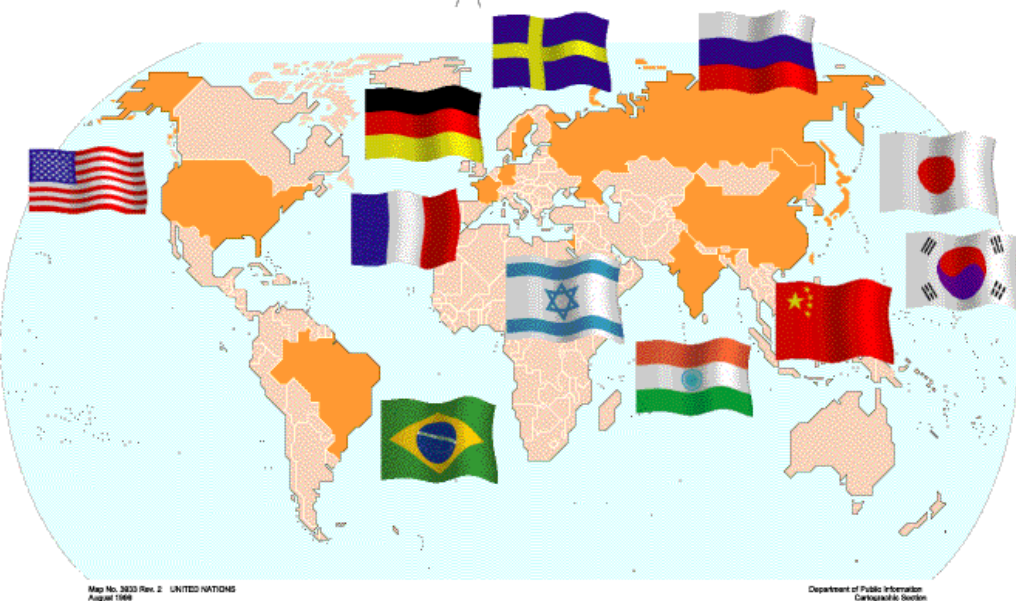 Map No. 3933 Rev. 2 UNITED NATIONS
August 1999
Department of Public Information
Cartographic Section